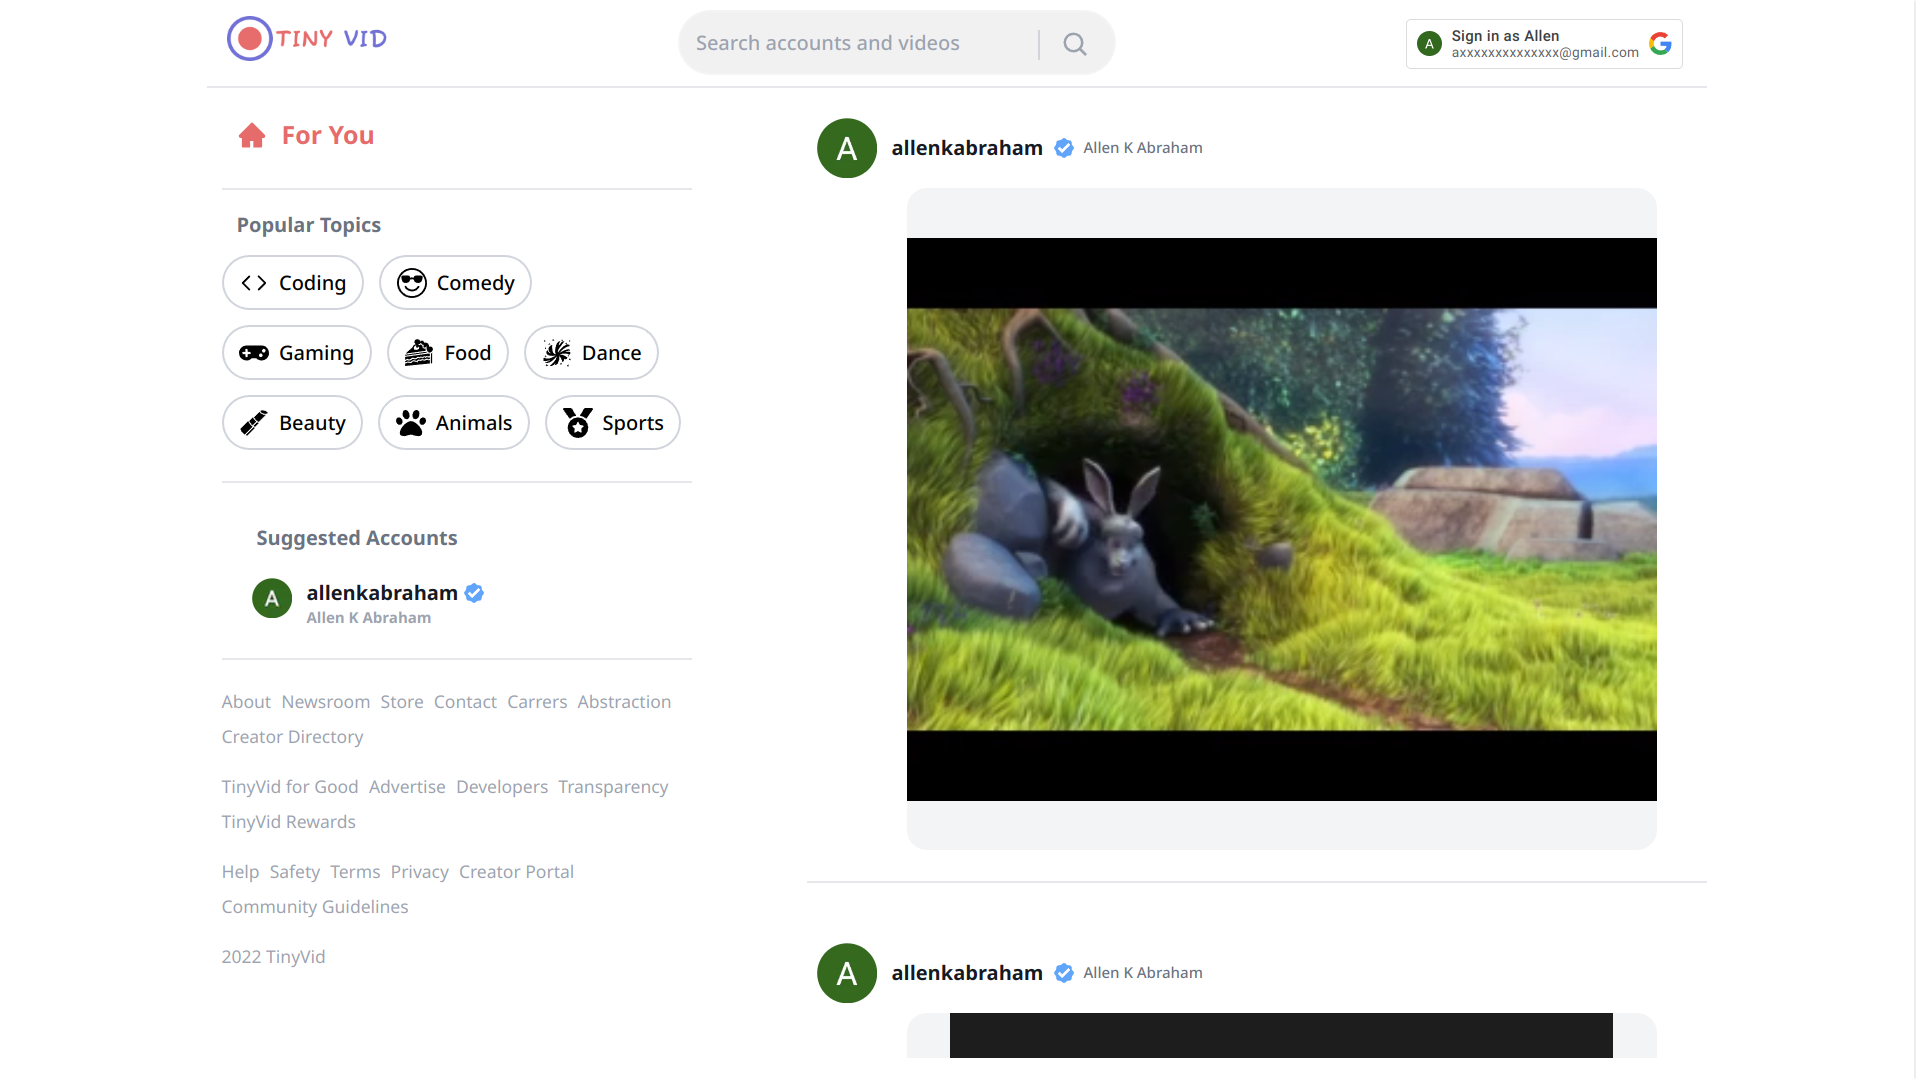 TINY VID
Search accounts and videos
A
Sign in as Allen
axxxxxxxxxxxxxxx@gmail.com
For You
Popular Topics
Coding
Comedy
Gaming
Food
Dance
Beauty
Animals
Sports
Suggested Accounts
A
allenkabraham
Allen K Abraham
About Newsroom Store Contact Carrers Abstraction
Creator Directory
TinyVid for Good Advertise Developers Transparency
TinyVid Rewards
Help Safety Terms Privacy Creator Portal
Community Guidelines
2022 TinyVid
A
allenkabraham Allen K Abraham
A
allenkabraham Allen K Abraham